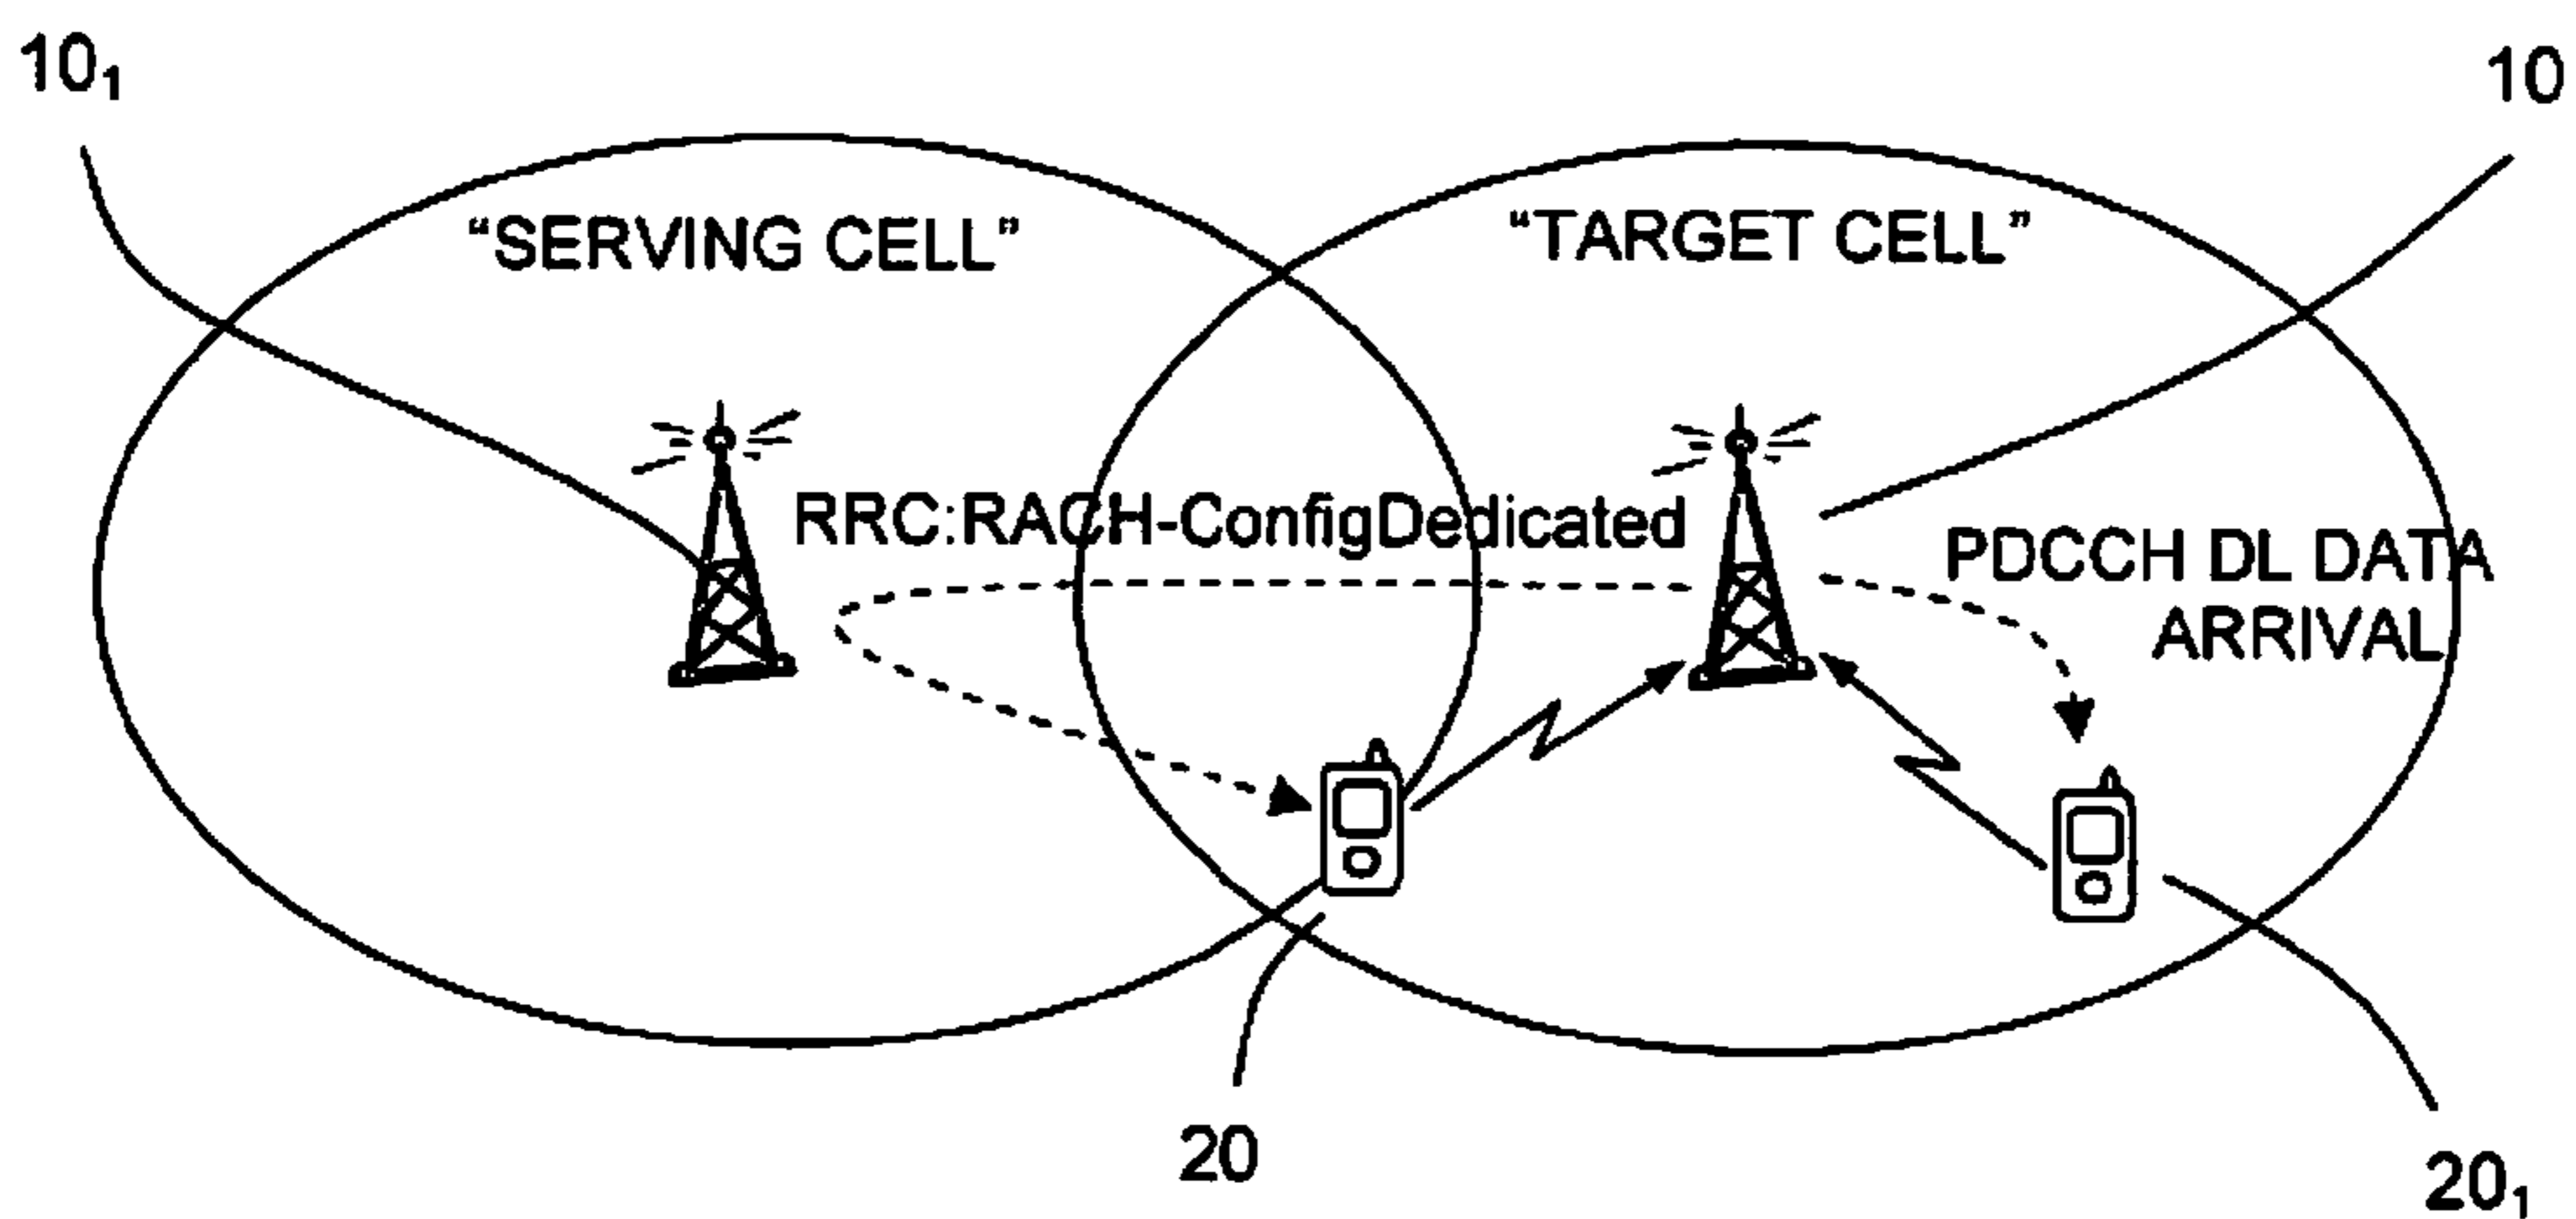 10₁
10
“SERVING CELL”
“TARGET CELL”
RRC:RACH-ConfigDedicated
PDCCH DL DATA
ARRIVAL
20
20₁